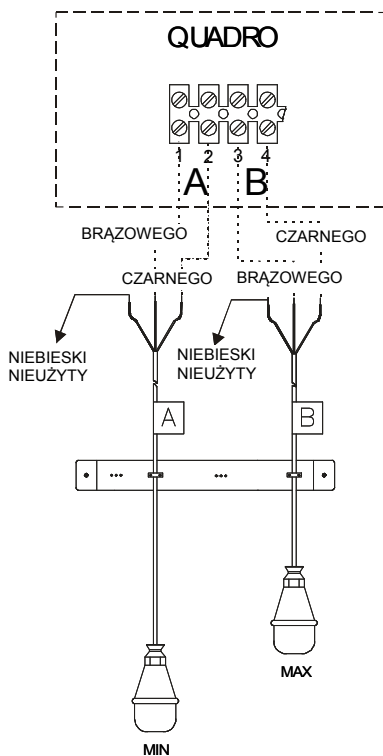 QUADRO
1 2 3 4
A B
BRĄZOWEGO
CZARNEGO
CZARNEGO
BRĄZOWEGO
NIEBIESKI
NIEUŻYTY
NIEBIESKI
NIEUŻYTY
A
B
MAX
MIN